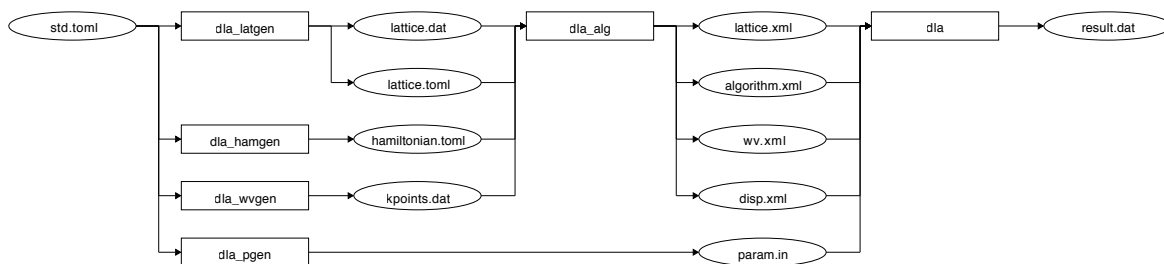 std.toml
dla_latgen
lattice.dat
dla_alg
lattice.xml
dla
result.dat
lattice.toml
algorithm.xml
dla_hamgen
hamiltonian.toml
wv.xml
dla_wvgen
kpoints.dat
disp.xml
dla_pgen
param.in